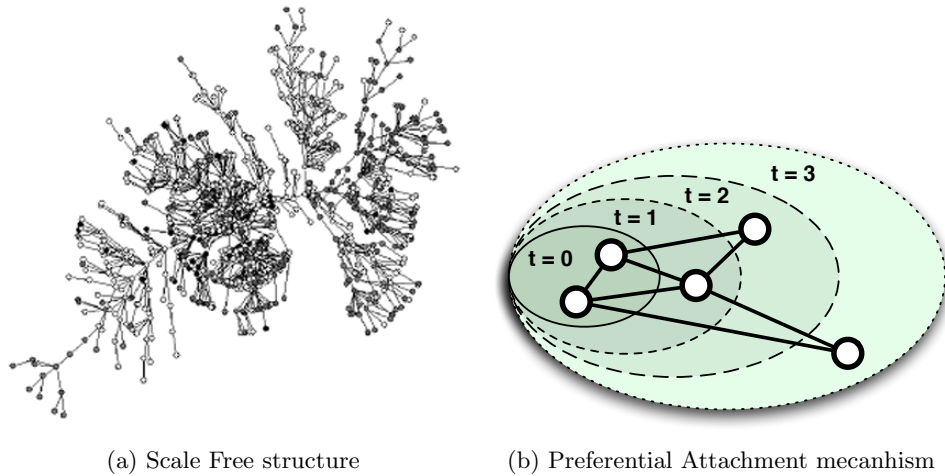 t = 0
t = 1
t = 2
t = 3
(a) Scale Free structure
(b) Preferential Attachment mecanhism